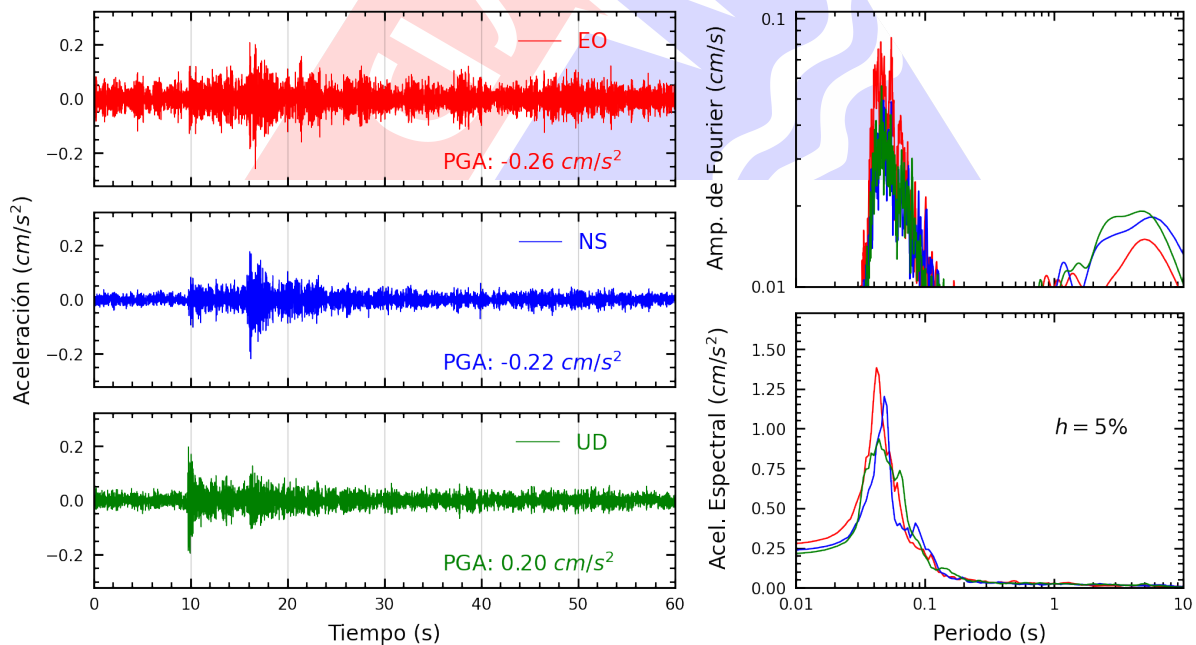 Aceleración (cm/s²)
0.2
0.0
−0.2
EO
PGA: -0.26 cm/s²
0.2
0.0
−0.2
NS
PGA: -0.22 cm/s²
0.2
0.0
−0.2
UD
PGA: 0.20 cm/s²
0 10 20 30 40 50 60
Tiempo (s)
Amp. de Fourier (cm/s)
0.1
0.01
Acel. Espectral (cm/s²)
1.50
1.25
1.00
0.75
0.50
0.25
0.00
h = 5%
0.01 0.1 1 10
Periodo (s)